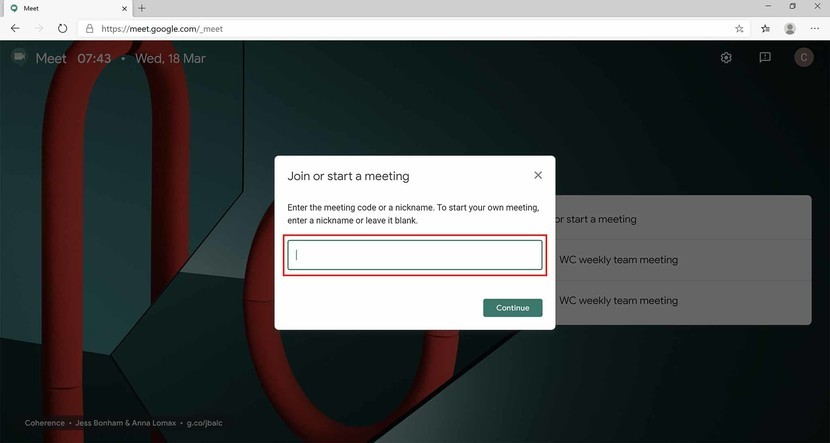 Meet
https://meet.google.com/_meet
Meet 07:43 • Wed, 18 Mar
C
Join or start a meeting
Enter the meeting code or a nickname. To start your own meeting,
enter a nickname or leave it blank.
Continue
or start a meeting
WC weekly team meeting
WC weekly team meeting
Coherence • Jess Bonham & Anna Lomax • g.co/jbalc